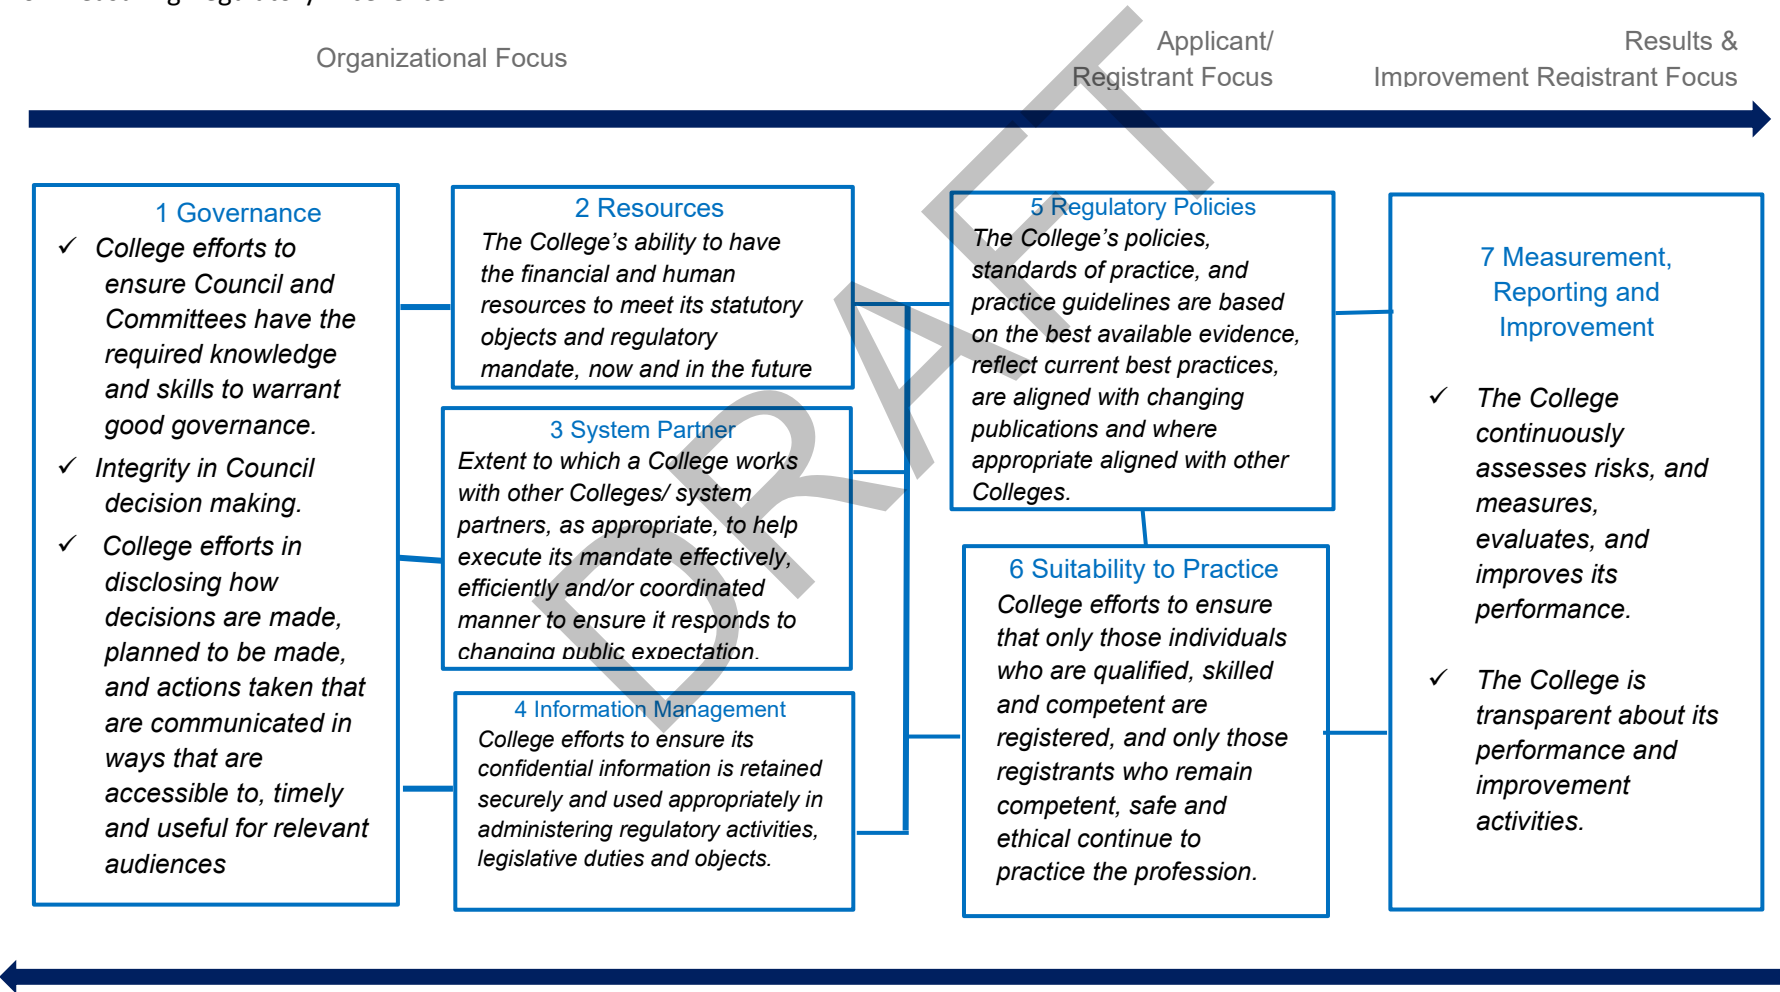 Organizational Focus
Applicant/
Registrant Focus
Results &
Improvement Registrant Focus
1 Governance
✓ College efforts to
ensure Council and
Committees have the
required knowledge
and skills to warrant
good governance.
✓ Integrity in Council
decision making.
✓ College efforts in
disclosing how
decisions are made,
planned to be made,
and actions taken that
are communicated in
ways that are
accessible to, timely
and useful for relevant
audiences
2 Resources
The College’s ability to have
the financial and human
resources to meet its statutory
objects and regulatory
mandate, now and in the future
3 System Partner
Extent to which a College works
with other Colleges/ system
partners, as appropriate, to help
execute its mandate effectively,
efficiently and/or coordinated
manner to ensure it responds to
changing public expectation.
4 Information Management
College efforts to ensure its
confidential information is retained
securely and used appropriately in
administering regulatory activities,
legislative duties and objects.
5 Regulatory Policies
The College’s policies,
standards of practice, and
practice guidelines are based
on the best available evidence,
reflect current best practices,
are aligned with changing
publications and where
appropriate aligned with other
Colleges.
6 Suitability to Practice
College efforts to ensure
that only those individuals
who are qualified, skilled
and competent are
registered, and only those
registrants who remain
competent, safe and
ethical continue to
practice the profession.
7 Measurement,
Reporting and
Improvement
✓ The College
continuously
assesses risks, and
measures,
evaluates, and
improves its
performance.
✓ The College is
transparent about its
performance and
improvement
activities.
DRAFT